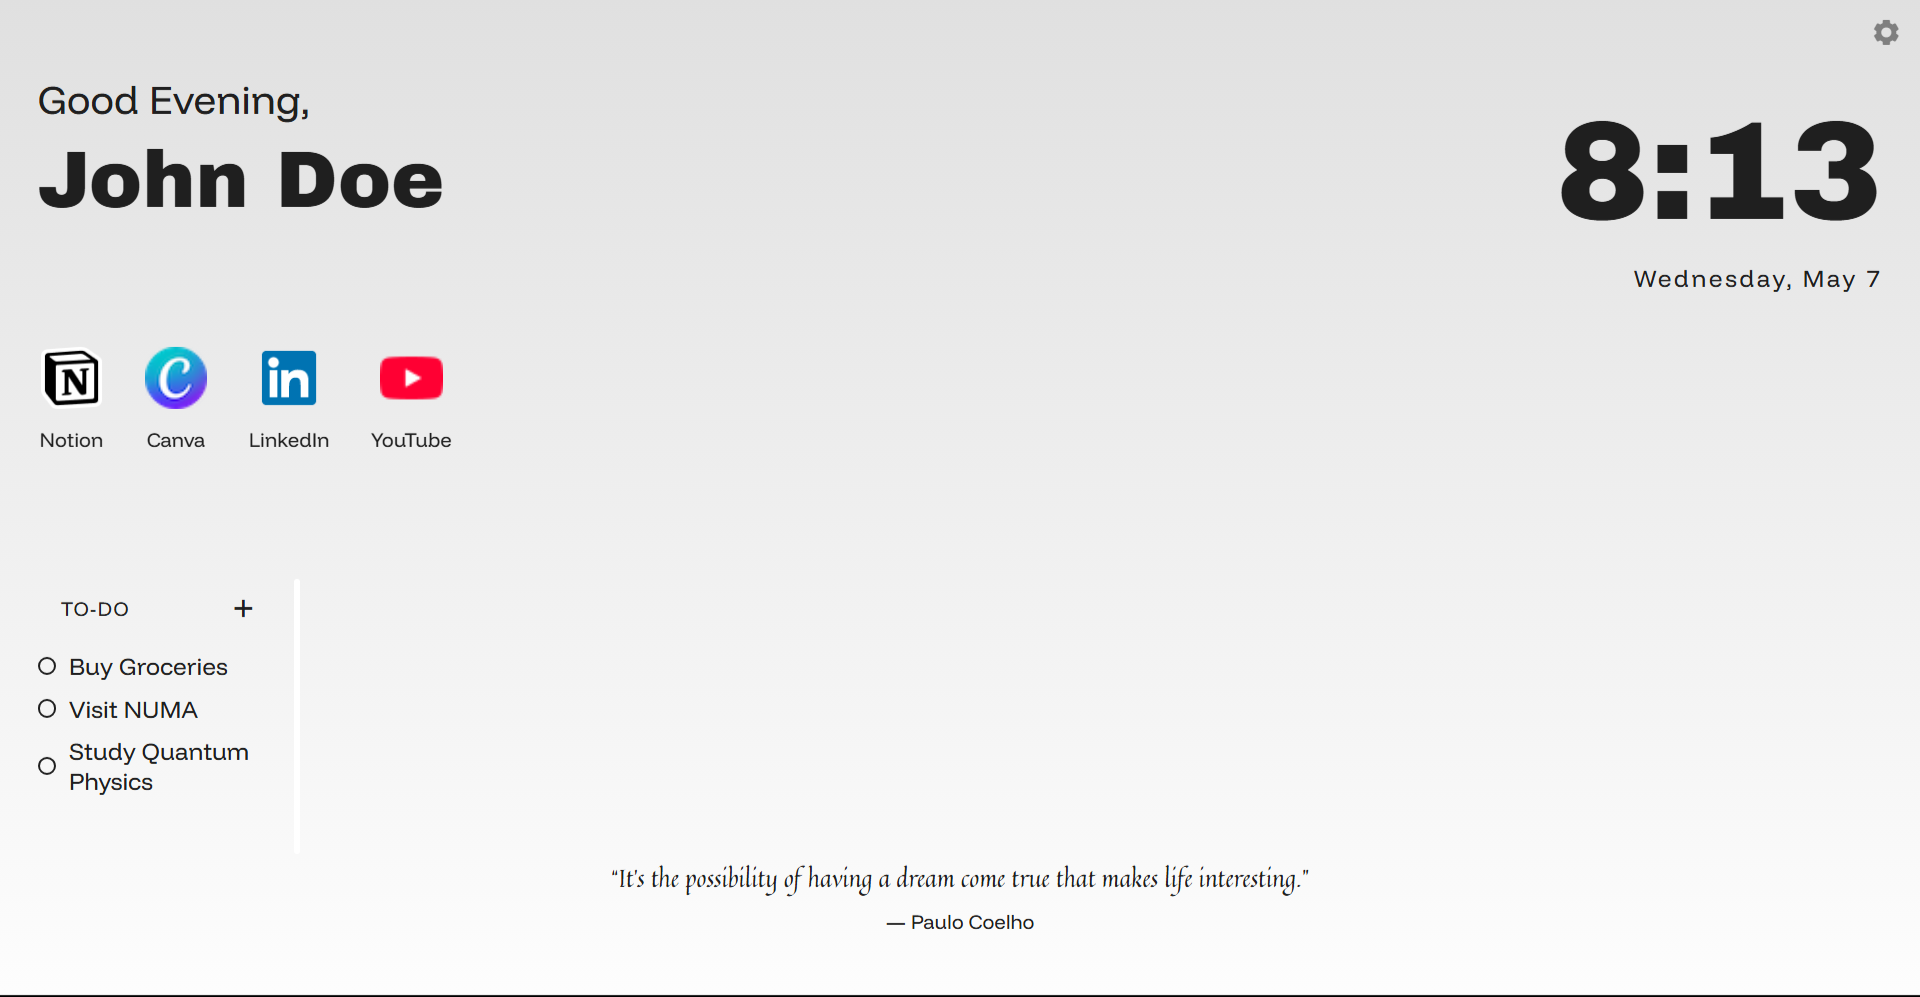 Good Evening,
John Doe
8:13
Wednesday, May 7
N
C
in
Notion
Canva
LinkedIn
YouTube
TO-DO +
Buy Groceries
Visit NUMA
Study Quantum
Physics
“It's the possibility of having a dream come true that makes life interesting.”
— Paulo Coelho